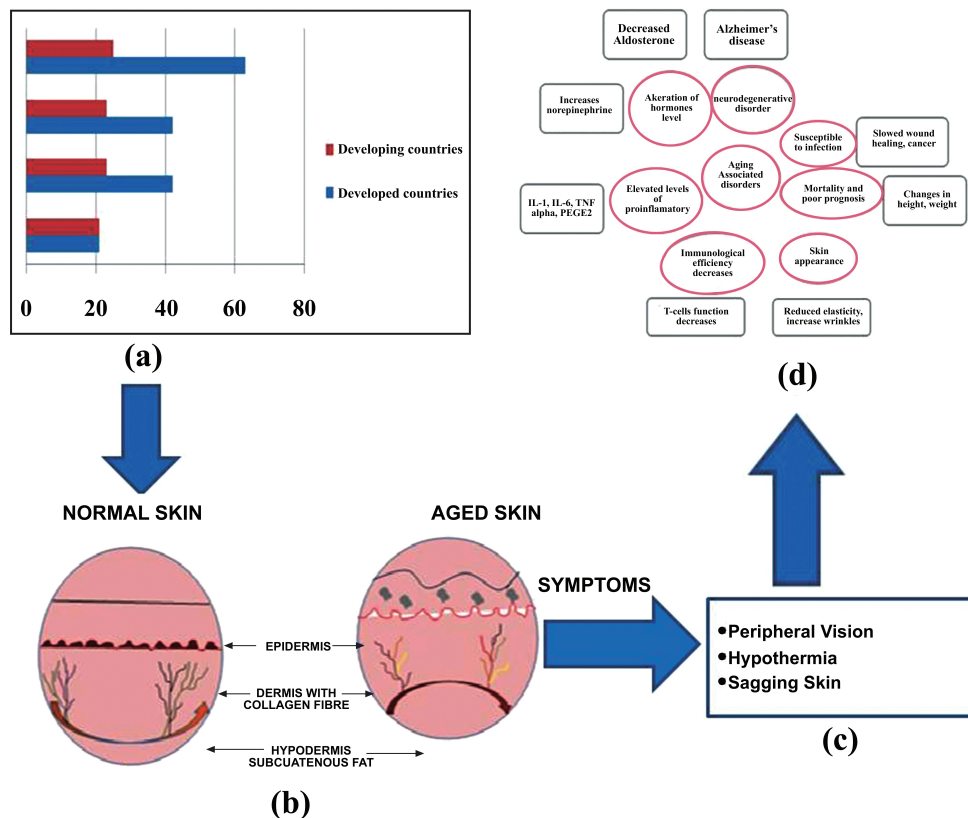 Developing countries
Developed countries
0 20 40 60 80
(a)
Decreased
Aldosterone
Alzheimer's
disease
Increases
norepinephrine
Akeration of
hormones
level
neurodegenerative
disorder
Susceptible
to infection
Slowed wound
healing, cancer
Aging
Associated
disorders
IL-1, IL-6, TNF
alpha, PEGE2
Elevated levels
of
proinflamatory
Mortality and
poor prognosis
Changes in
height, weight
Immunological
efficiency
decreases
Skin
appearance
T-cells function
decreases
Reduced elasticity,
increase wrinkles
(d)
NORMAL SKIN
AGED SKIN
EPIDERMIS
DERMIS WITH
COLLAGEN FIBRE
HYPODERMIS
SUBCUATENOUS FAT
(b)
SYMPTOMS
•Peripheral Vision
•Hypothermia
•Sagging Skin
(c)